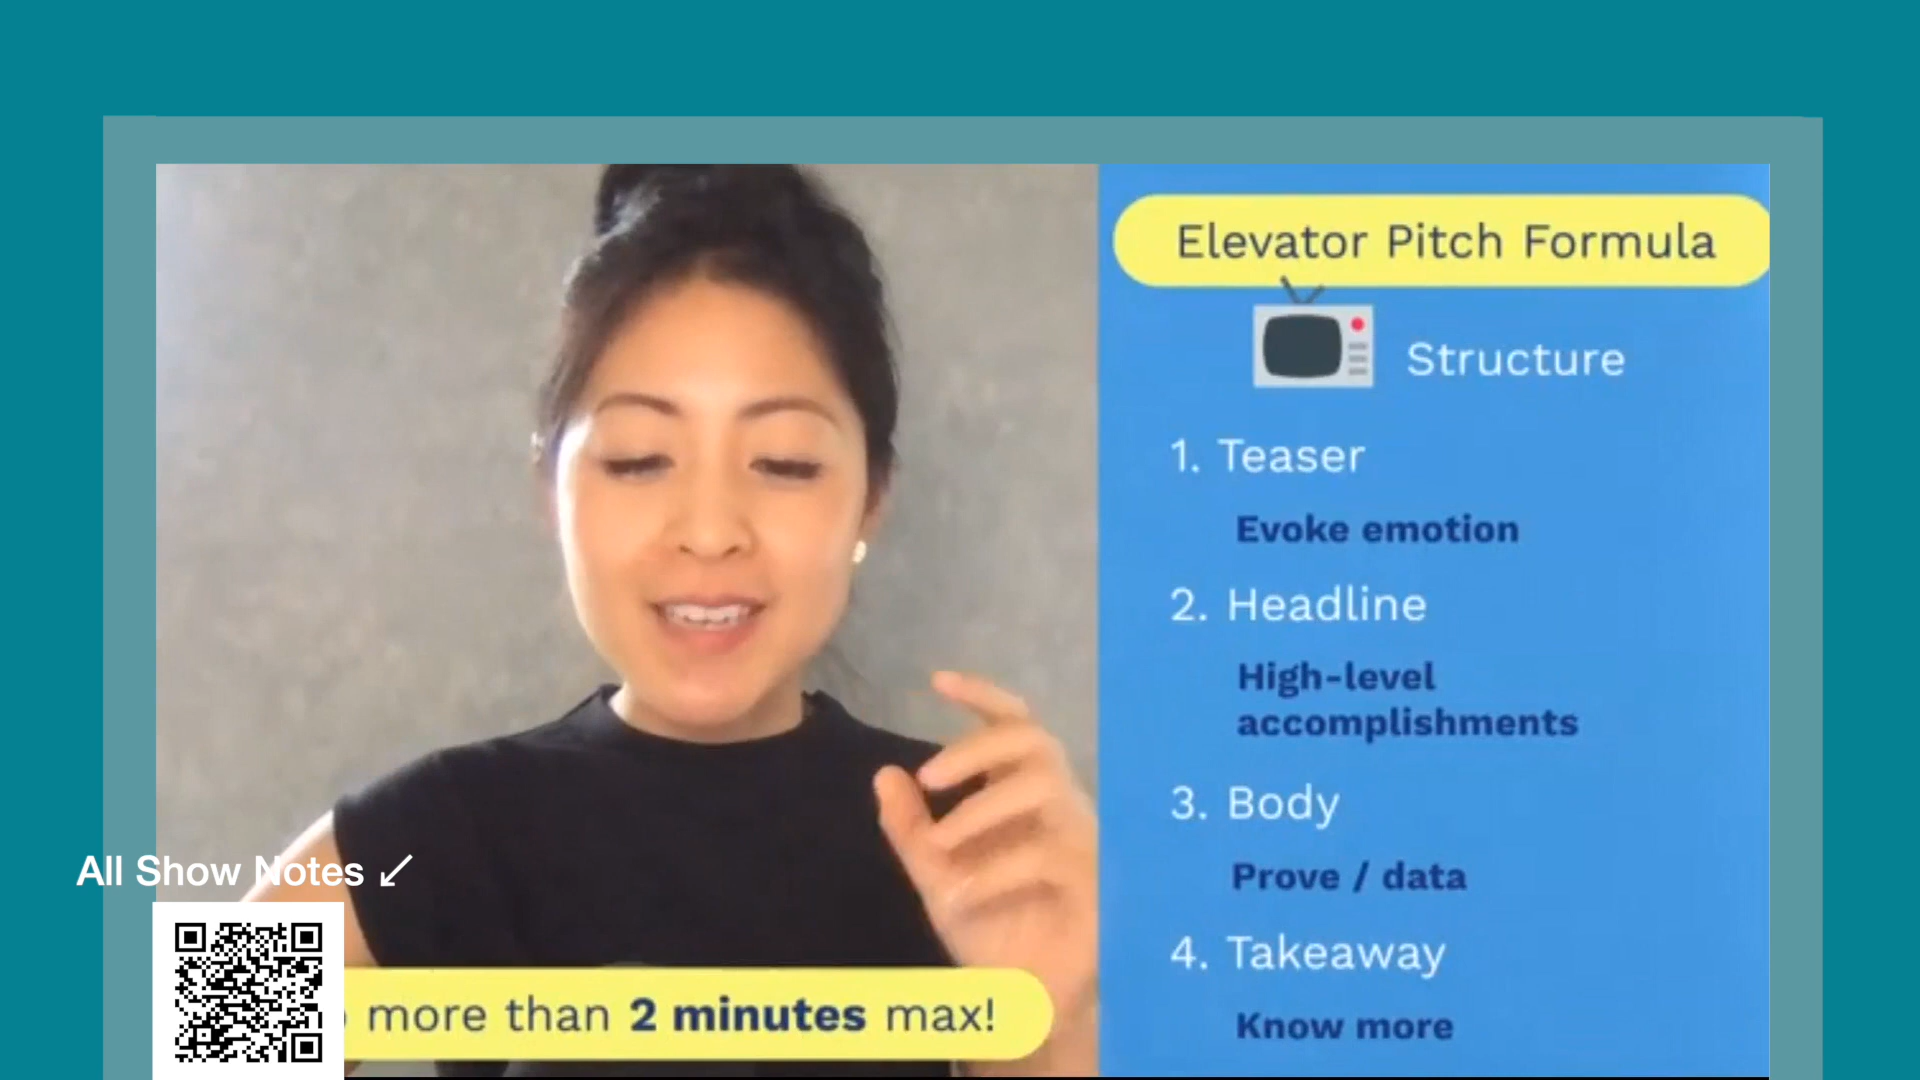 Elevator Pitch Formula
Structure
1. Teaser
Evoke emotion
2. Headline
High-level
accomplishments
3. Body
Prove / data
4. Takeaway
Know more
All Show Notes ↙
more than 2 minutes max!